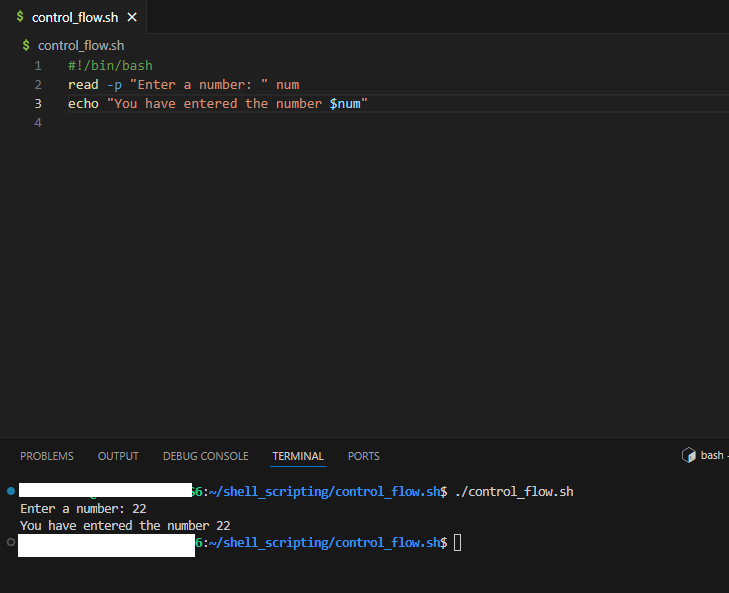 $ control_flow.sh ×
$ control_flow.sh
1 #!/bin/bash
2 read -p "Enter a number: " num
3 echo "You have entered the number $num"
4
PROBLEMS OUTPUT DEBUG CONSOLE TERMINAL PORTS bash -
6:~/shell_scripting/control_flow.sh$ ./control_flow.sh
Enter a number: 22
You have entered the number 22
6:~/shell_scripting/control_flow.sh$